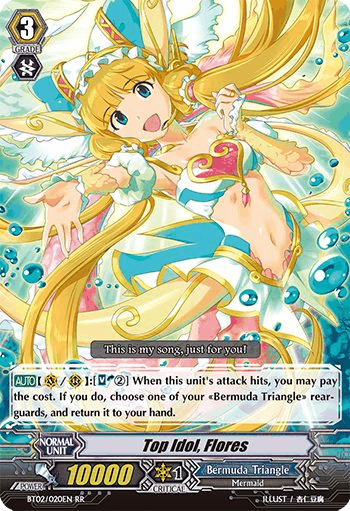 3
GRADE
This is my song, just for you!
AUTO【 / 】:[ ②] When this unit's attack hits, you may pay
the cost. If you do, choose one of your «Bermuda Triangle» rear-
guards, and return it to your hand.
NORMAL
UNIT
Top Idol, Flores
POWER
10000
1
CRITICAL
Bermuda Triangle
Mermaid
BT02/020EN RR
ILLUST / 杏仁豆腐